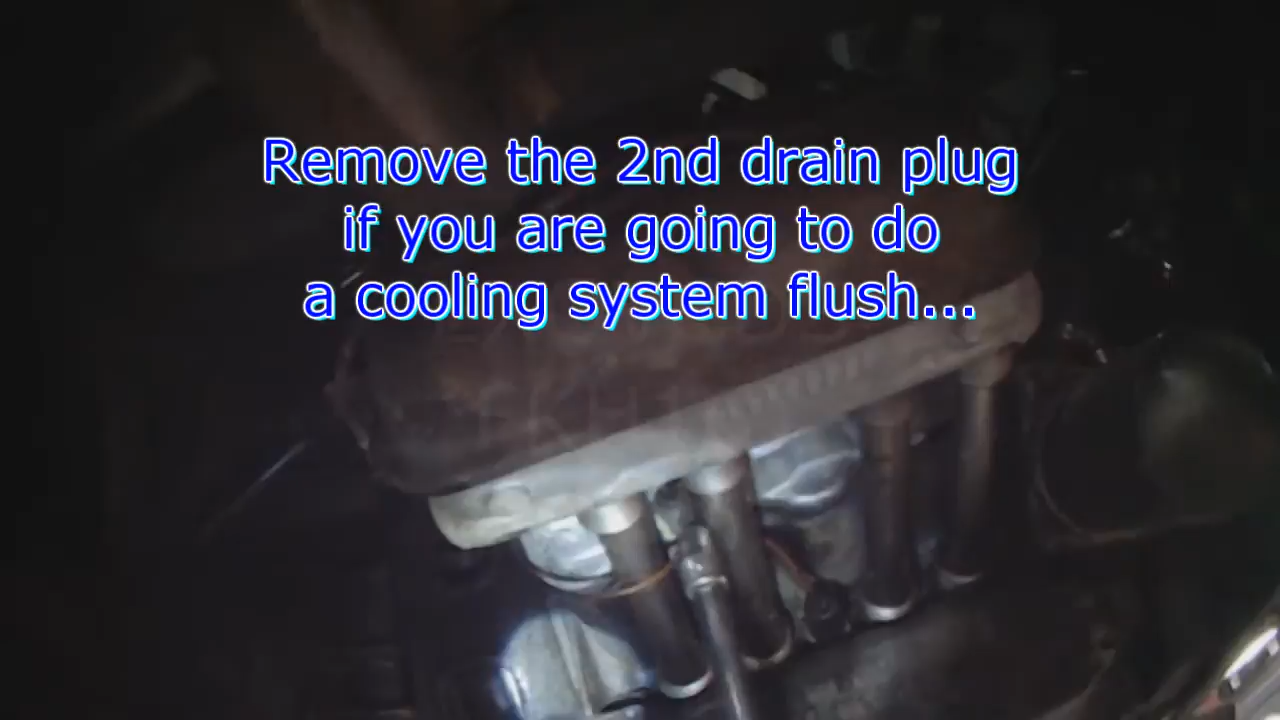 Remove the 2nd drain plug
if you are going to do
a cooling system flush...